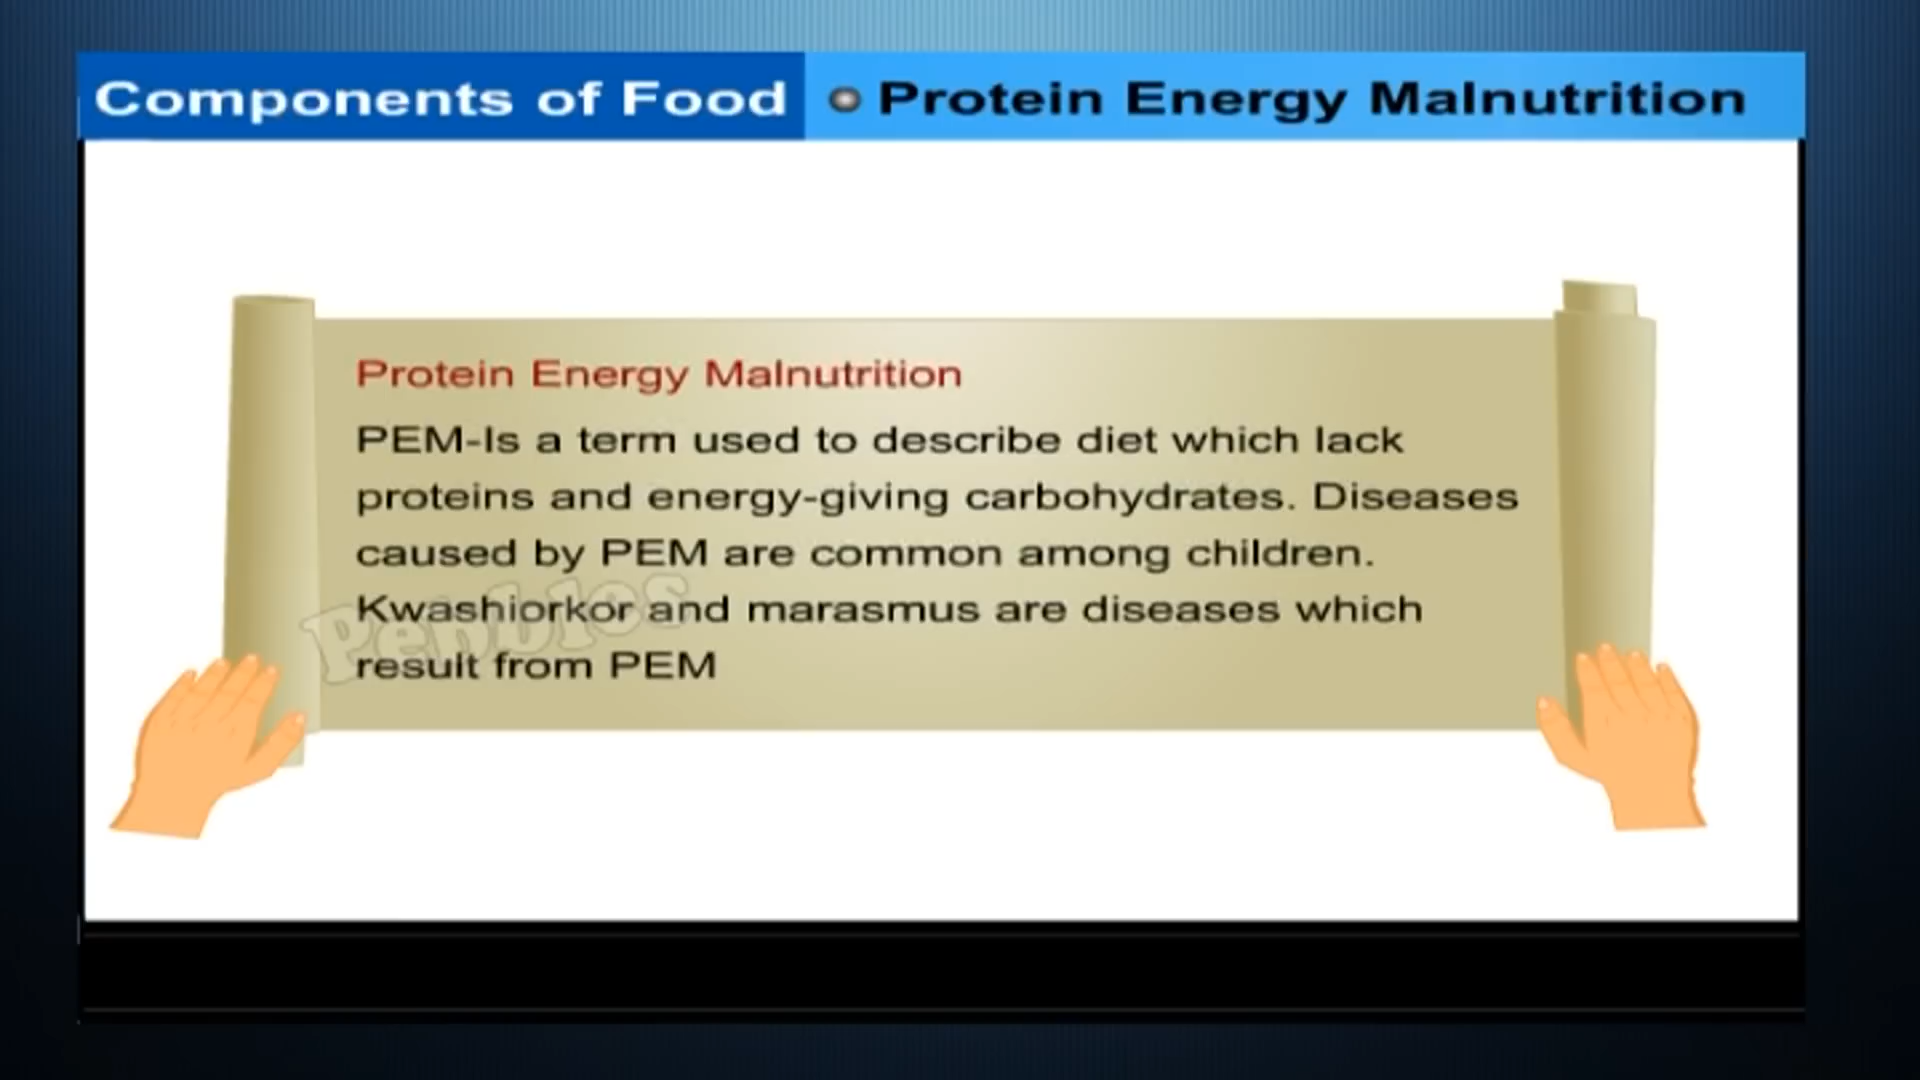 Components of Food
Protein Energy Malnutrition
Protein Energy Malnutrition
PEM-Is a term used to describe diet which lack
proteins and energy-giving carbohydrates. Diseases
caused by PEM are common among children.
Kwashiorkor and marasmus are diseases which
result from PEM
Pebbles